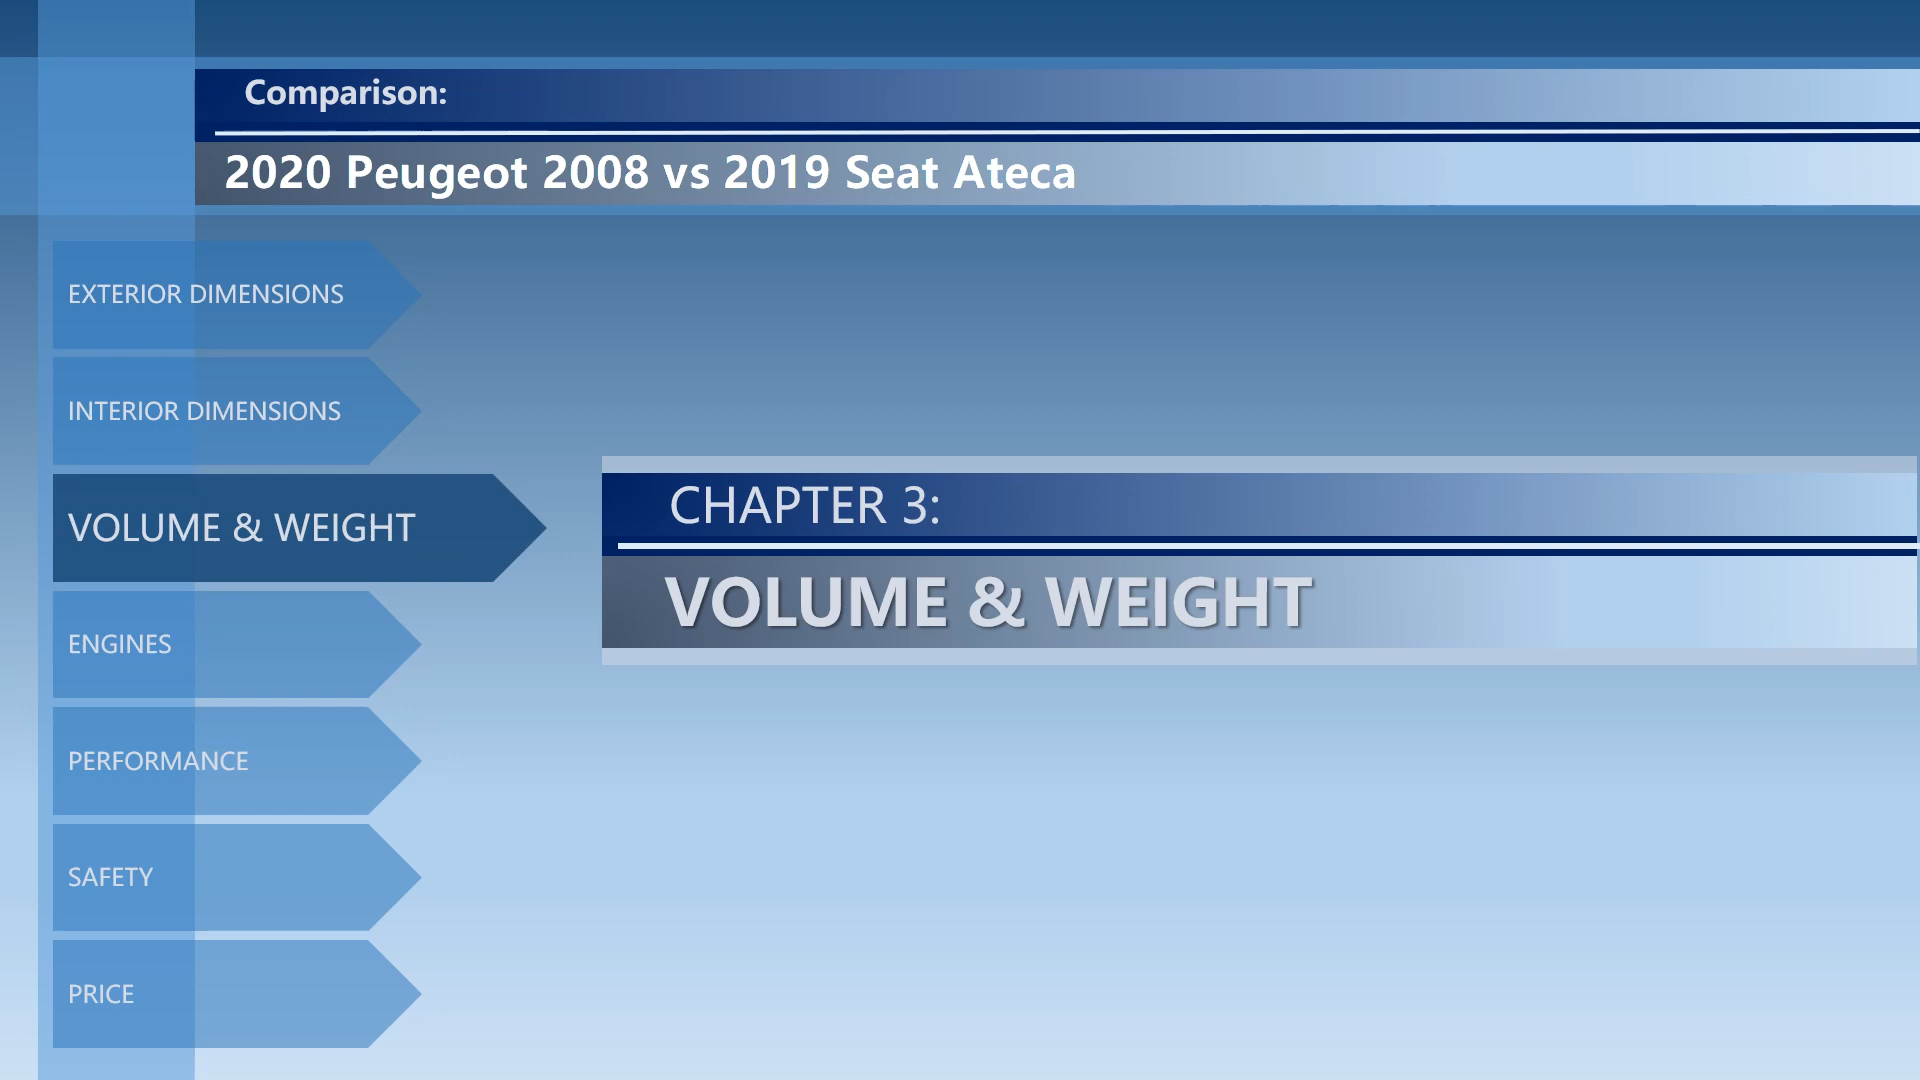 Comparison:
2020 Peugeot 2008 vs 2019 Seat Ateca
EXTERIOR DIMENSIONS
INTERIOR DIMENSIONS
VOLUME & WEIGHT
ENGINES
PERFORMANCE
SAFETY
PRICE
CHAPTER 3:
VOLUME & WEIGHT